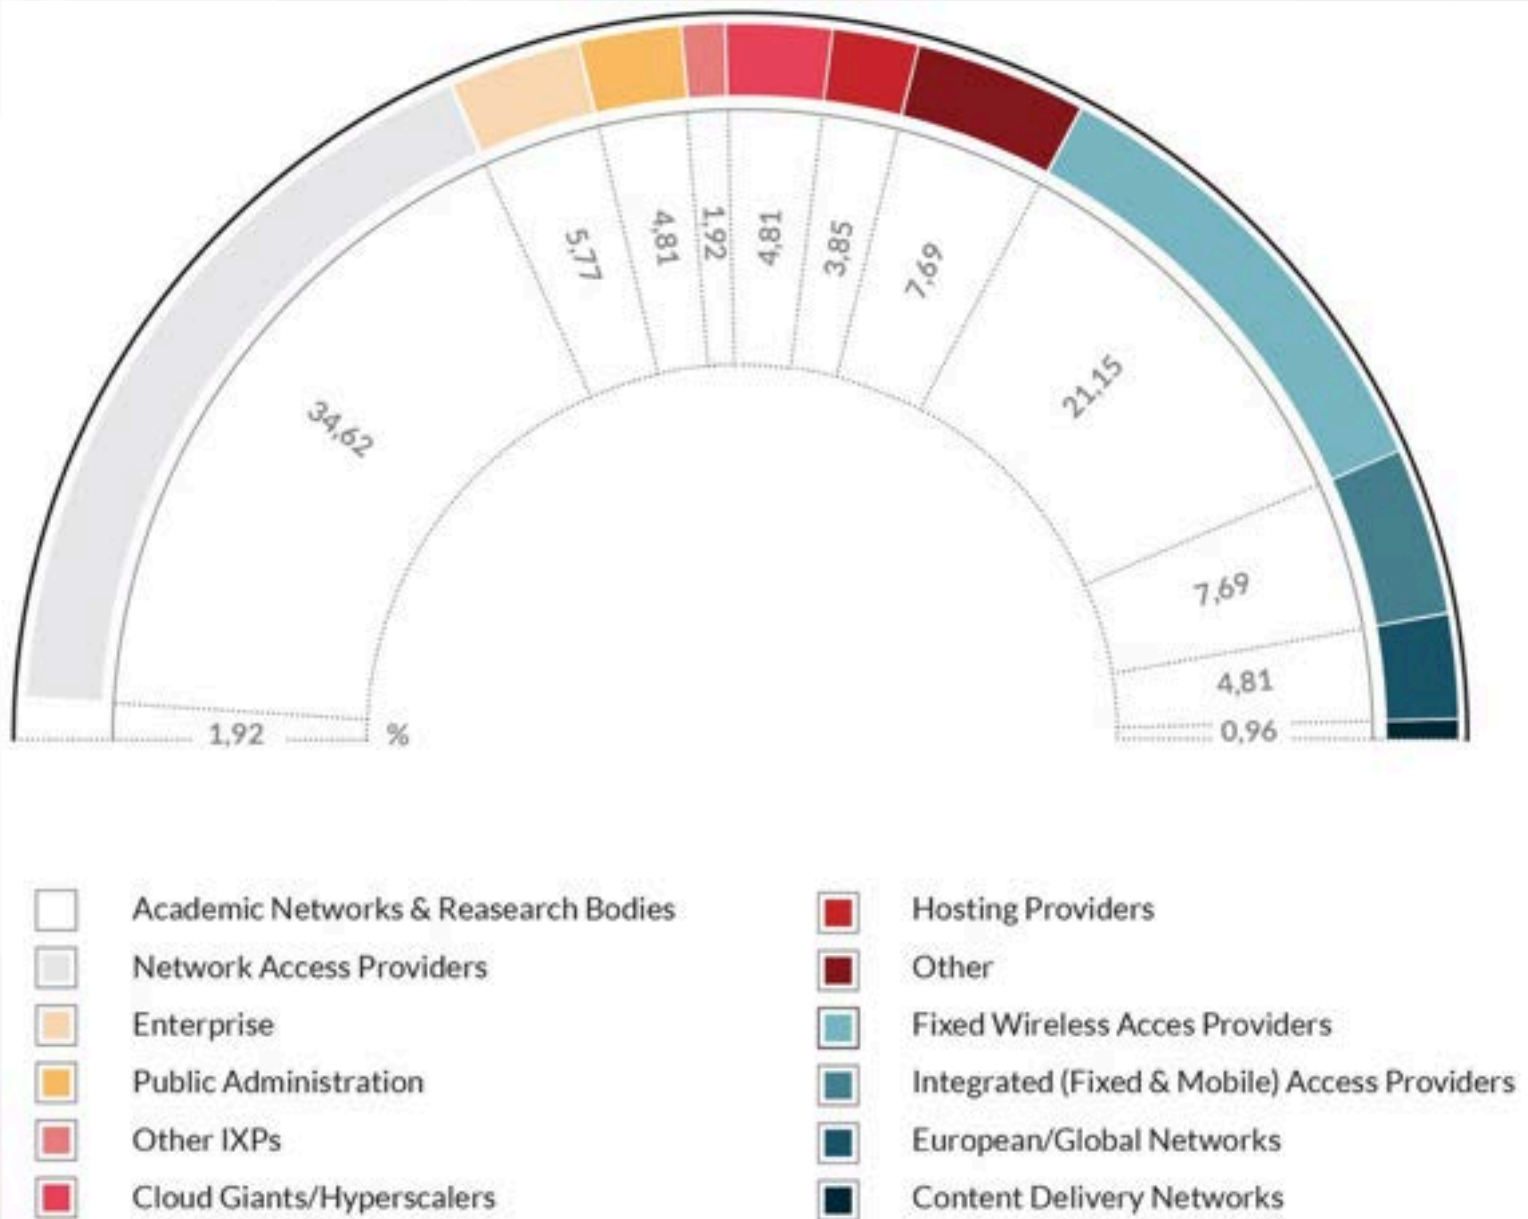 34,62
5,77
4,81
1,92
4,81
3,85
7,69
21,15
7,69
4,81
0,96
1,92 %
Academic Networks & Reasearch Bodies
Network Access Providers
Enterprise
Public Administration
Other IXPs
Cloud Giants/Hyperscalers
Hosting Providers
Other
Fixed Wireless Acces Providers
Integrated (Fixed & Mobile) Access Providers
European/Global Networks
Content Delivery Networks